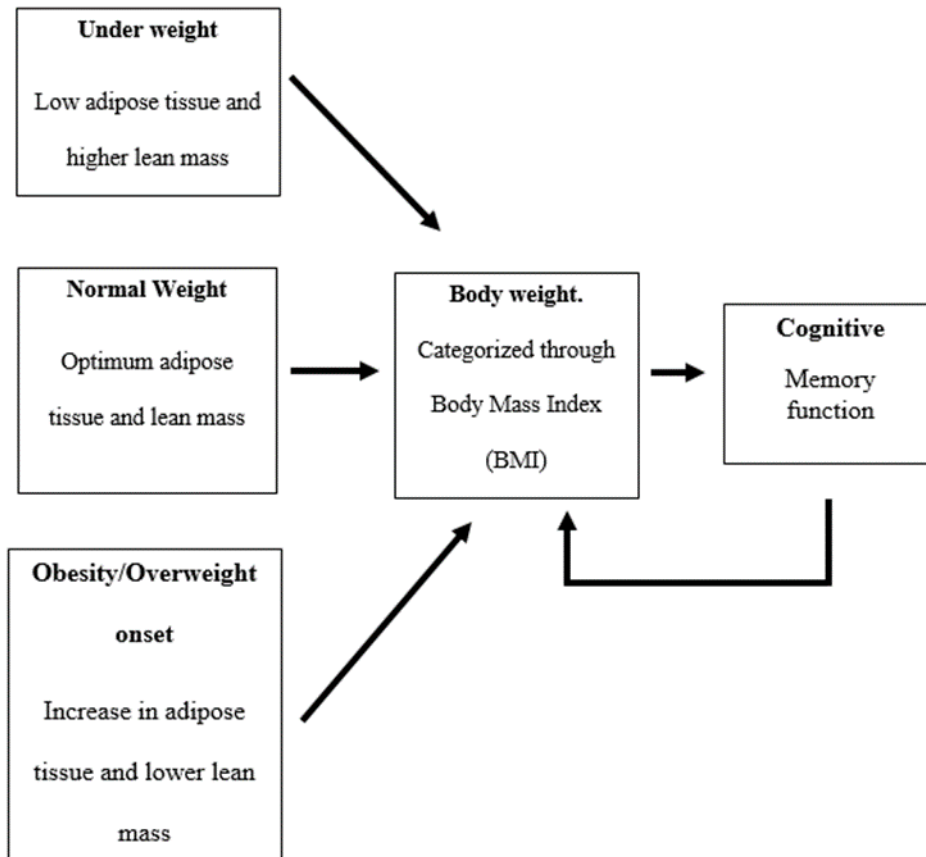 Under weight
Low adipose tissue and
higher lean mass
Normal Weight
Optimum adipose
tissue and lean mass
Obesity/Overweight
onset
Increase in adipose
tissue and lower lean
mass
Body weight.
Categorized through
Body Mass Index
(BMI)
Cognitive
Memory
function